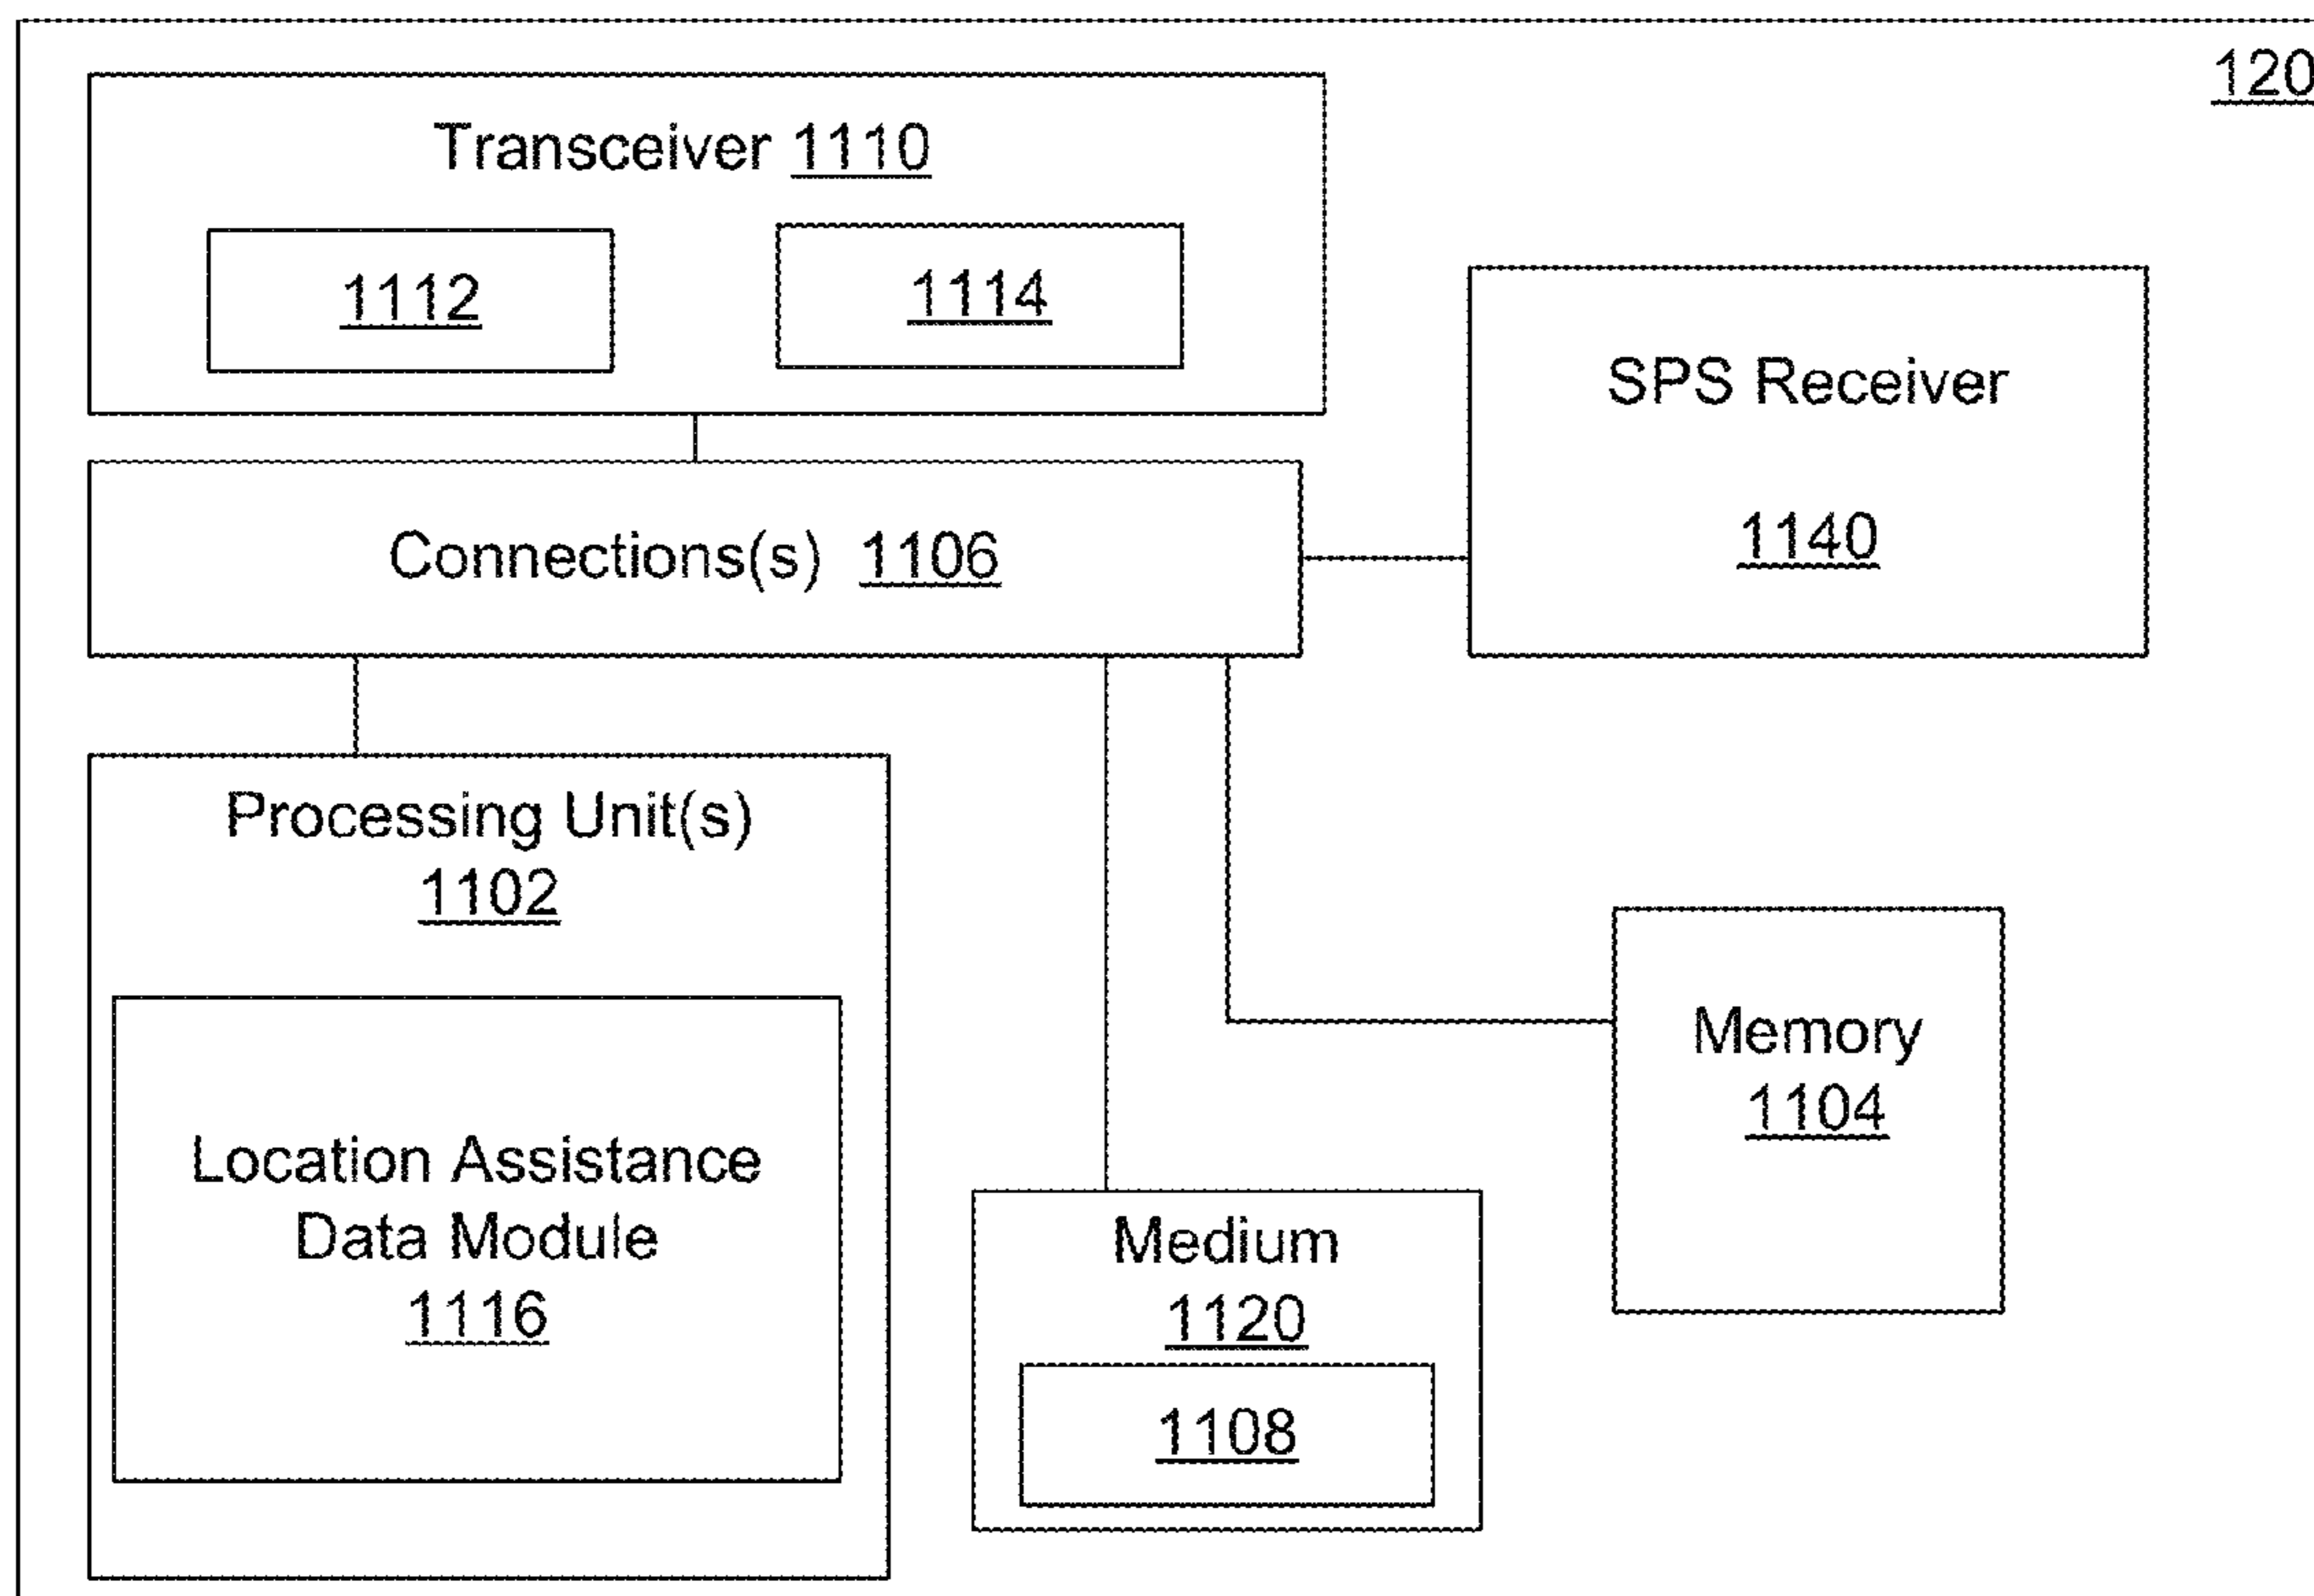 120
Transceiver 1110
1112
1114
Connections(s) 1106
SPS Receiver
1140
Processing Unit(s)
1102
Location Assistance
Data Module
1116
Medium
1120
1108
Memory
1104